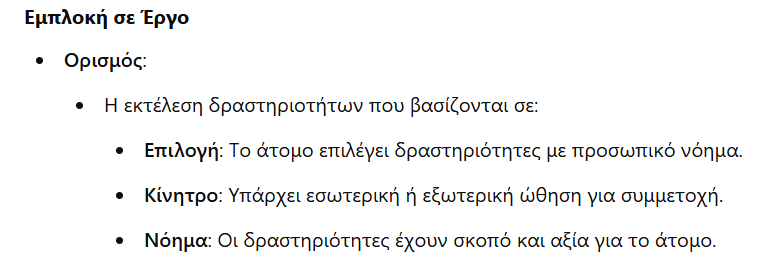 Εμπλοκή σε Έργο
• Ορισμός:
• Η εκτέλεση δραστηριοτήτων που βασίζονται σε:
• Επιλογή: Το άτομο επιλέγει δραστηριότητες με προσωπικό νόημα.
• Κίνητρο: Υπάρχει εσωτερική ή εξωτερική ώθηση για συμμετοχή.
• Νόημα: Οι δραστηριότητες έχουν σκοπό και αξία για το άτομο.